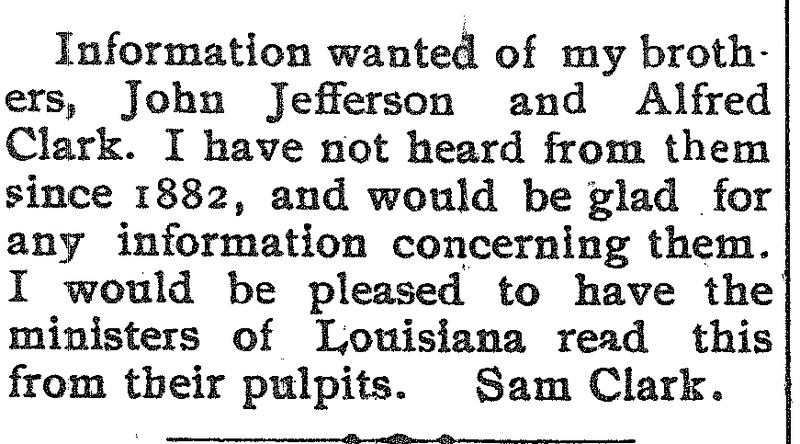 Information wanted of my broth-
ers, John Jefferson and Alfred
Clark. I have not heard from them
since 1882, and would be glad for
any information concerning them.
I would be pleased to have the
ministers of Louisiana read this
from their pulpits. Sam Clark.